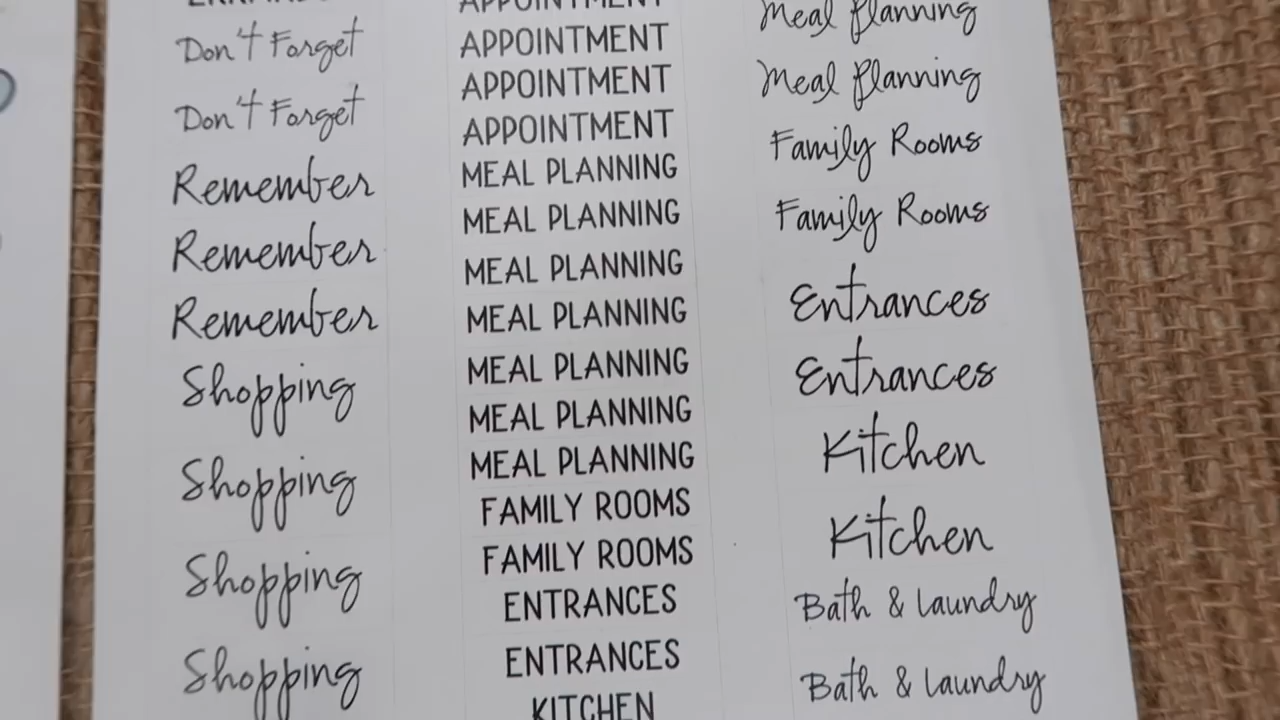 Don't Forget
Don't Forget
Remember
Remember
Remember
Shopping
Shopping
Shopping
Shopping
APPOINTMENT
APPOINTMENT
APPOINTMENT
APPOINTMENT
MEAL PLANNING
MEAL PLANNING
MEAL PLANNING
MEAL PLANNING
MEAL PLANNING
MEAL PLANNING
MEAL PLANNING
FAMILY ROOMS
FAMILY ROOMS
ENTRANCES
ENTRANCES
KITCHEN
Meal Planning
Meal Planning
Family Rooms
Family Rooms
Entrances
Entrances
Kitchen
Kitchen
Bath & Laundry
Bath & Laundry